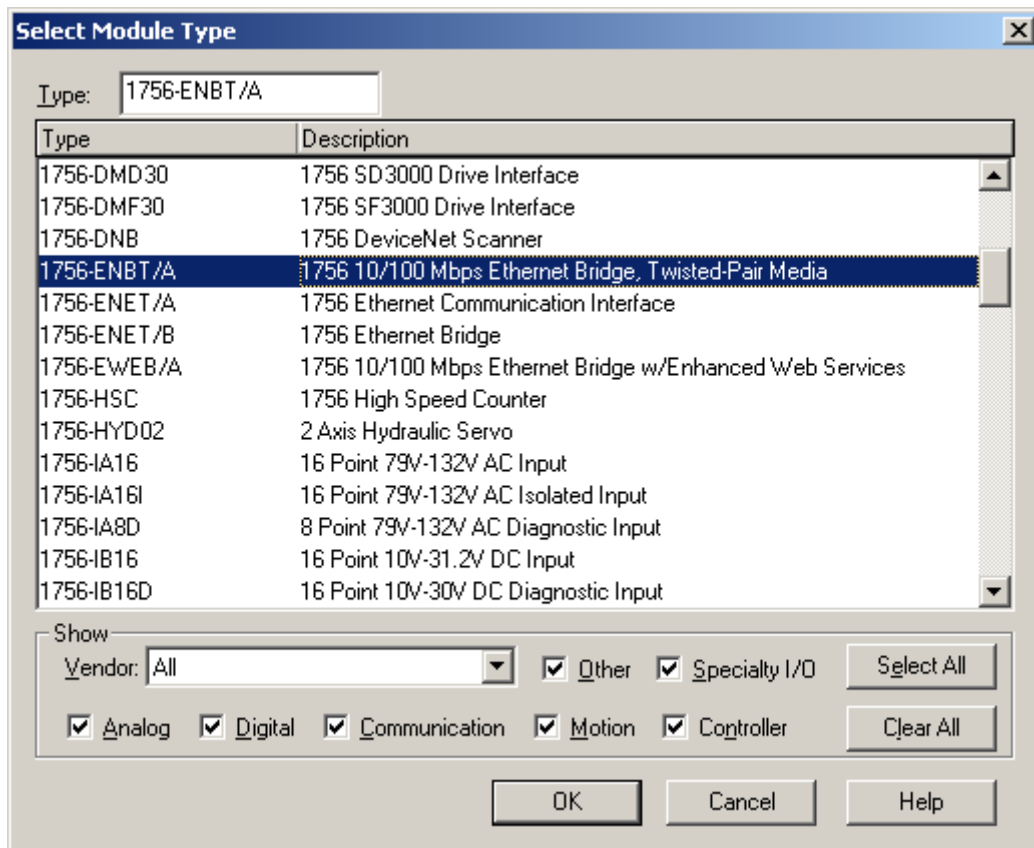 Select Module Type
Type: 1756-ENBT/A
Type Description
1756-DMD30 1756 SD3000 Drive Interface
1756-DMF30 1756 SF3000 Drive Interface
1756-DNB 1756 DeviceNet Scanner
1756-ENBT/A 1756 10/100 Mbps Ethernet Bridge, Twisted-Pair Media
1756-ENET/A 1756 Ethernet Communication Interface
1756-ENET/B 1756 Ethernet Bridge
1756-EWEB/A 1756 10/100 Mbps Ethernet Bridge w/Enhanced Web Services
1756-HSC 1756 High Speed Counter
1756-HYD02 2 Axis Hydraulic Servo
1756-IA16 16 Point 79V-132V AC Input
1756-IA16I 16 Point 79V-132V AC Isolated Input
1756-IA8D 8 Point 79V-132V AC Diagnostic Input
1756-IB16 16 Point 10V-31.2V DC Input
1756-IB16D 16 Point 10V-30V DC Diagnostic Input
Show
Vendor: All Other Specialty I/O Select All
Analog Digital Communication Motion Controller Clear All
OK Cancel Help